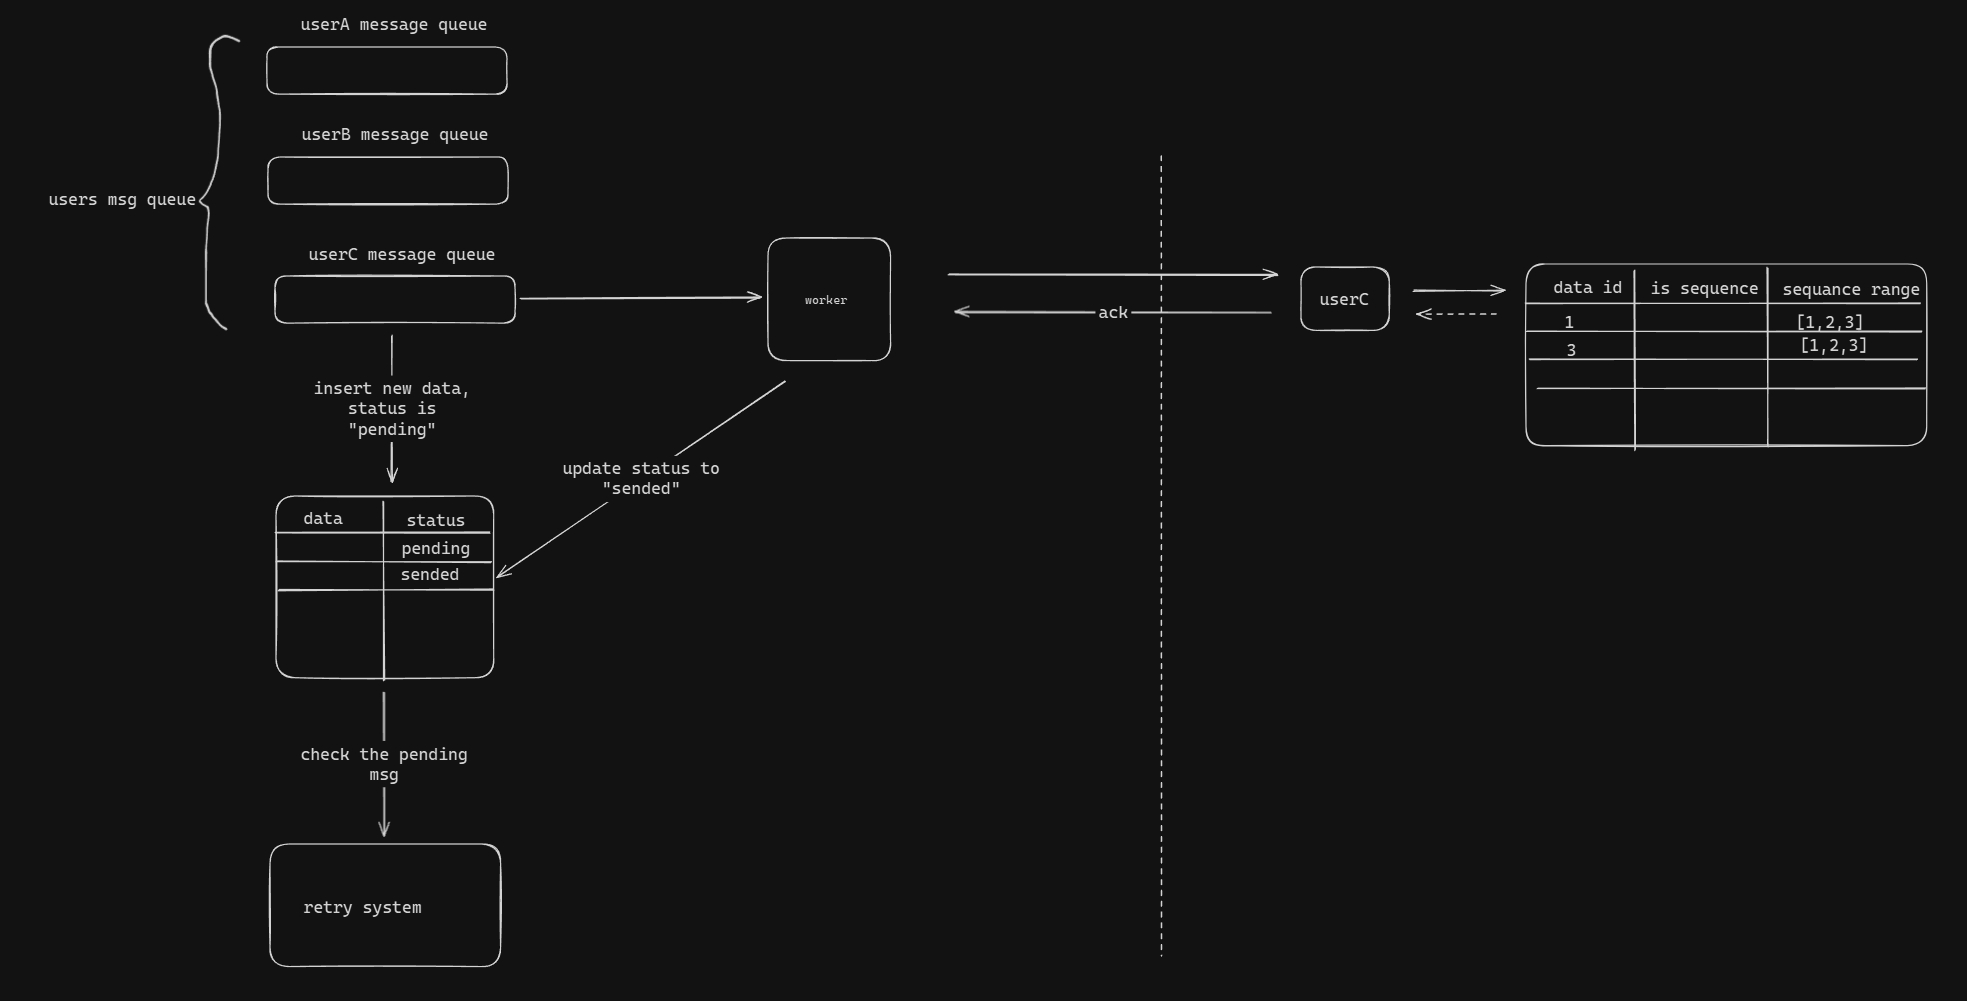 userA message queue
userB message queue
users msg queue
userC message queue
worker
ack
userC
data id
is sequence
sequance range
1
[1,2,3]
3
[1,2,3]
insert new data,
status is
"pending"
update status to
"sended"
data
status
pending
sended
check the pending
msg
retry system